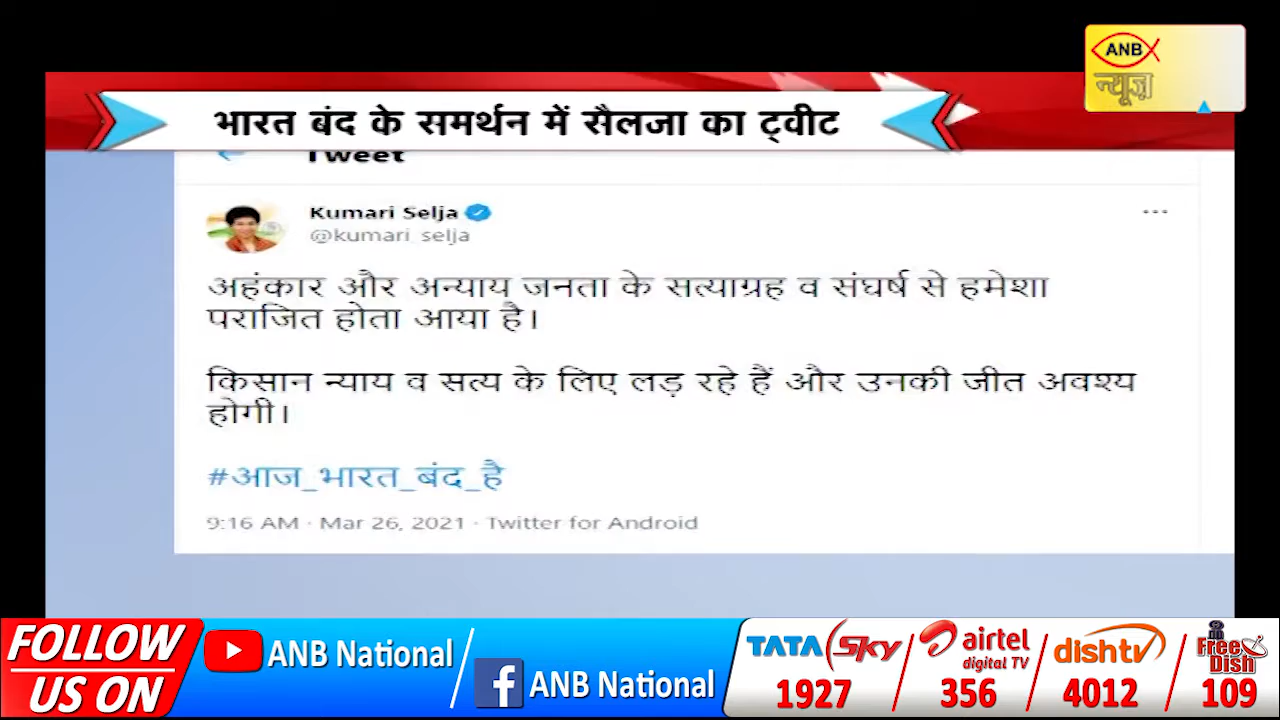 ANB
न्यूज़
भारत बंद के समर्थन में सैलजा का ट्वीट
Tweet
Kumari Selja
@kumari_selja
अहंकार और अन्याय जनता के सत्याग्रह व संघर्ष से हमेशा
पराजित होता आया है।
किसान न्याय व सत्य के लिए लड़ रहे हैं और उनकी जीत अवश्य
होगी।
#आज_भारत_बंद_है
9:16 AM · Mar 26, 2021 · Twitter for Android
FOLLOW
US ON
ANB National
ANB National
TATA Sky
1927
airtel
digital TV
356
dishtv
4012
Free
Dish
109